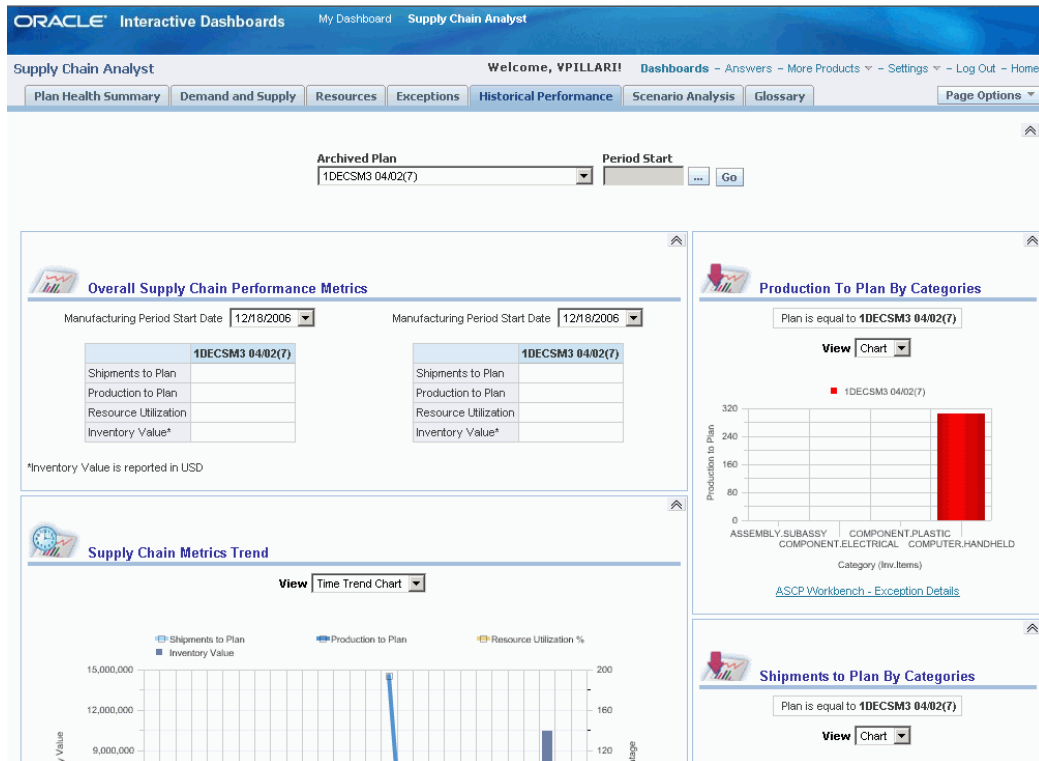 ORACLE Interactive Dashboards My Dashboard Supply Chain Analyst
Supply Chain Analyst Welcome, VPILLARI! Dashboards - Answers - More Products - Settings - Log Out - Home
Plan Health Summary Demand and Supply Resources Exceptions Historical Performance Scenario Analysis Glossary Page Options
Archived Plan Period Start
1DECSM3 04/02(7) ... Go
Overall Supply Chain Performance Metrics
Manufacturing Period Start Date 12/18/2006 Manufacturing Period Start Date 12/18/2006
1DECSM3 04/02(7) 1DECSM3 04/02(7)
Shipments to Plan Shipments to Plan
Production to Plan Production to Plan
Resource Utilization Resource Utilization
Inventory Value* Inventory Value*
*Inventory Value is reported in USD
Supply Chain Metrics Trend
View Time Trend Chart
Shipments to Plan Production to Plan Resource Utilization %
Inventory Value
15,000,000 200
12,000,000 160
9,000,000 120
y Value
ntage
Production To Plan By Categories
Plan is equal to 1DECSM3 04/02(7)
View Chart
1DECSM3 04/02(7)
320
240
160
80
0
Production to Plan
ASSEMBLY.SUBASSY COMPONENT.PLASTIC
COMPONENT.ELECTRICAL COMPUTER.HANDHELD
Category (Inv.Items)
ASCP Workbench - Exception Details
Shipments to Plan By Categories
Plan is equal to 1DECSM3 04/02(7)
View Chart